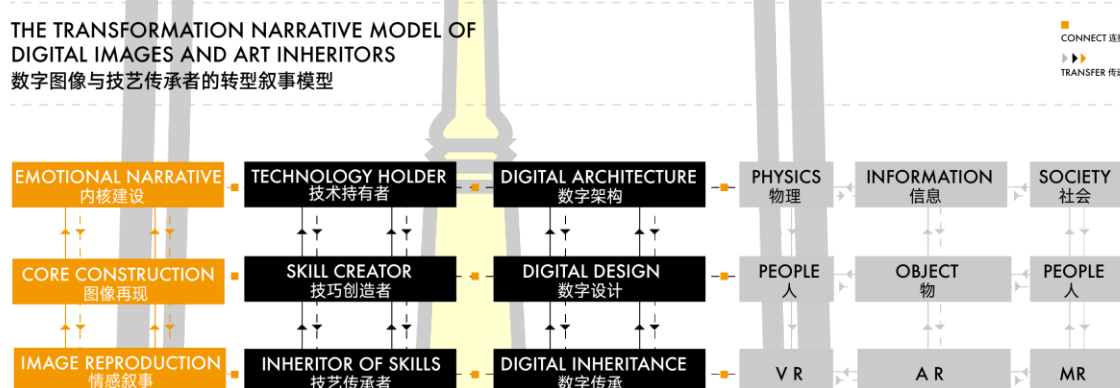 THE TRANSFORMATION NARRATIVE MODEL OF
DIGITAL IMAGES AND ART INHERITORS
数字图像与技艺传承者的转型叙事模型
CONNECT 连
TRANSFER 传
EMOTIONAL NARRATIVE
内核建设
TECHNOLOGY HOLDER
技术持有者
DIGITAL ARCHITECTURE
数字架构
PHYSICS
物理
INFORMATION
信息
SOCIETY
社会
CORE CONSTRUCTION
图像再现
SKILL CREATOR
技巧创造者
DIGITAL DESIGN
数字设计
PEOPLE
人
OBJECT
物
PEOPLE
人
IMAGE REPRODUCTION
情感叙事
INHERITOR OF SKILLS
技艺传承者
DIGITAL INHERITANCE
数字传承
V R
A R
MR